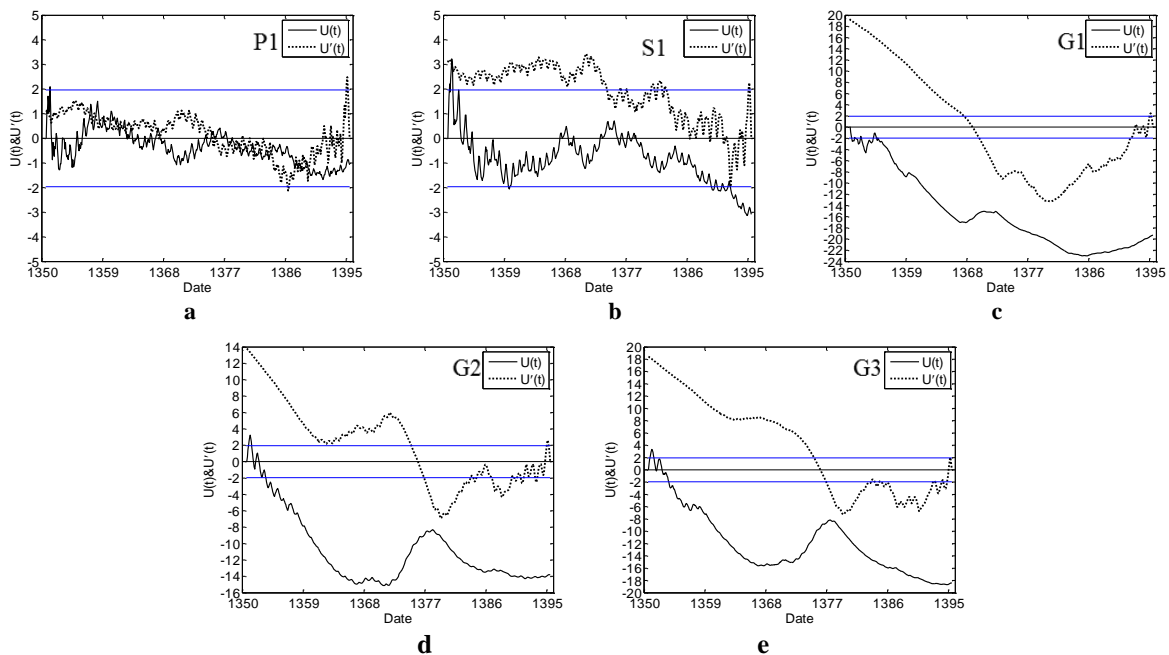 P1
U(t)
U'(t)
5
4
3
2
1
0
-1
-2
-3
-4
-5
U(t)&U'(t)
1350 1359 1368 1377 1386 1395
Date
a
S1
U(t)
U'(t)
5
4
3
2
1
0
-1
-2
-3
-4
-5
U(t)&U'(t)
1350 1359 1368 1377 1386 1395
Date
b
G1
U(t)
U'(t)
20
18
16
14
12
10
8
6
4
2
0
-2
-4
-6
-8
-10
-12
-14
-16
-18
-20
-22
-24
U(t)&U'(t)
1350 1359 1368 1377 1386 1395
Date
c
G2
U(t)
U'(t)
14
12
10
8
6
4
2
0
-2
-4
-6
-8
-10
-12
-14
-16
U(t)&U'(t)
1350 1359 1368 1377 1386 1395
Date
d
G3
U(t)
U'(t)
20
18
16
14
12
10
8
6
4
2
0
-2
-4
-6
-8
-10
-12
-14
-16
-18
-20
U(t)&U'(t)
1350 1359 1368 1377 1386 1395
Date
e